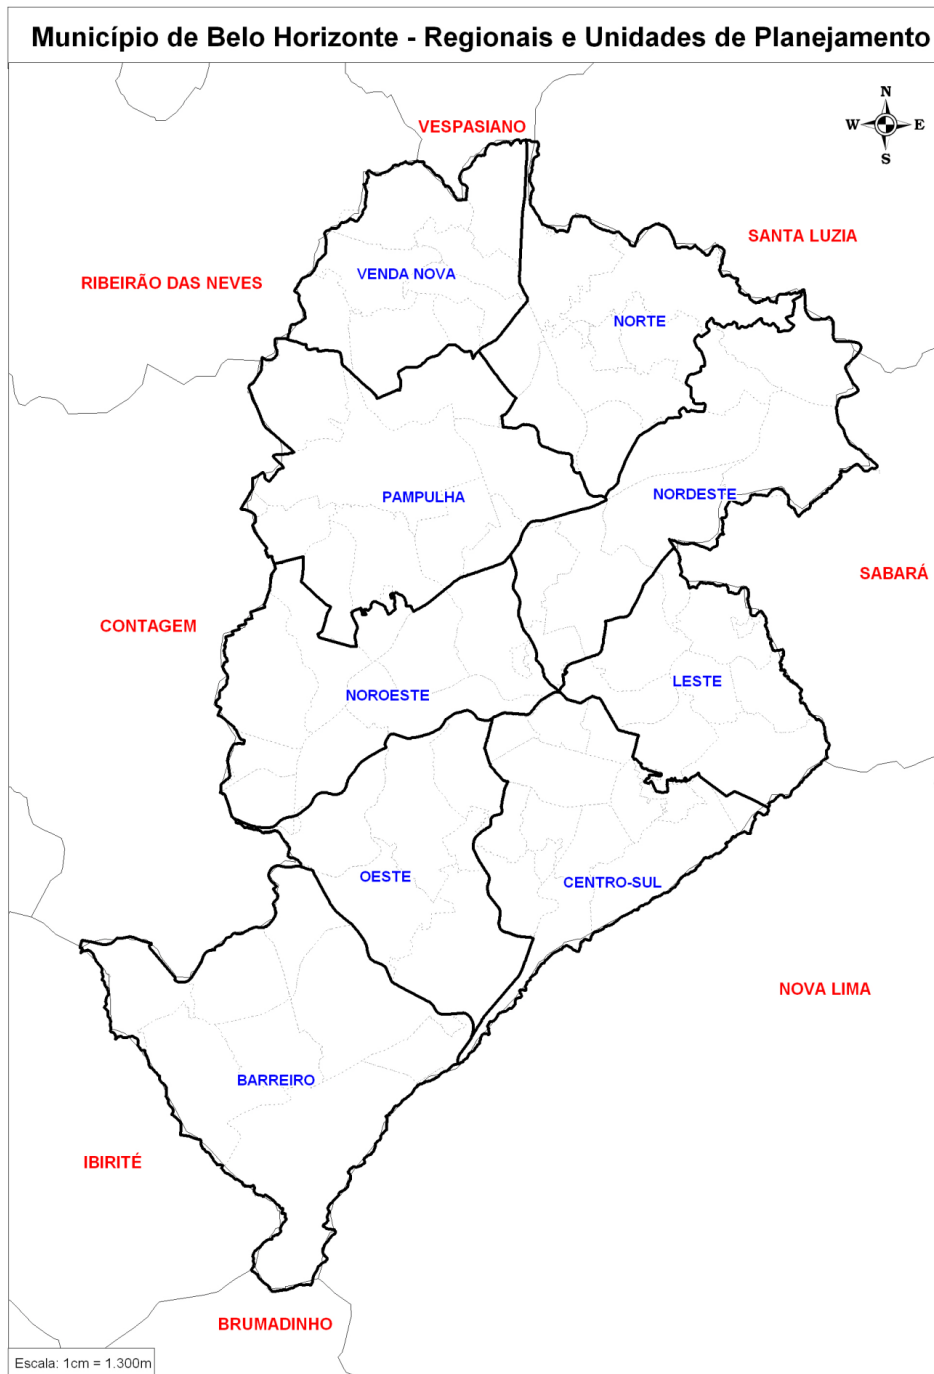 Município de Belo Horizonte - Regionais e Unidades de Planejamento
N
W E
S
VESPASIANO
SANTA LUZIA
RIBEIRÃO DAS NEVES
VENDA NOVA
NORTE
PAMPULHA
NORDESTE
SABARÁ
CONTAGEM
LESTE
NOROESTE
OESTE
CENTRO-SUL
NOVA LIMA
BARREIRO
IBIRITÉ
BRUMADINHO
Escala: 1cm = 1.300m